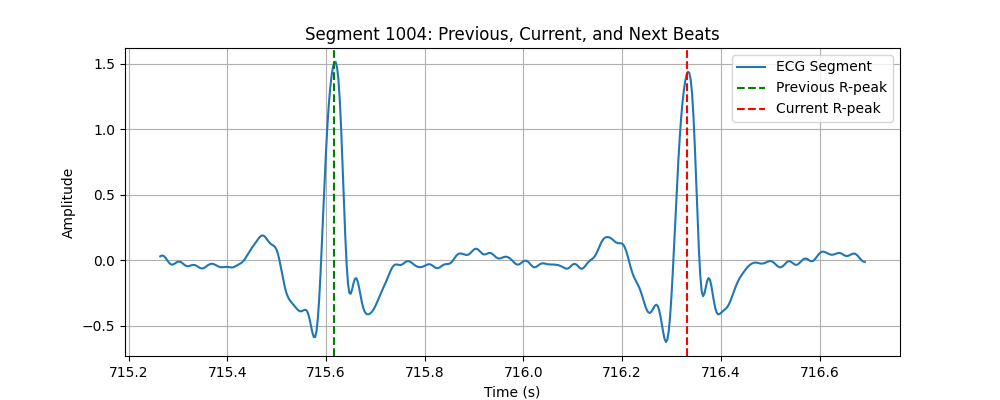 Segment 1004: Previous, Current, and Next Beats
1.5
1.0
0.5
0.0
−0.5
Amplitude
715.2 715.4 715.6 715.8 716.0 716.2 716.4 716.6
Time (s)
ECG Segment
Previous R-peak
Current R-peak